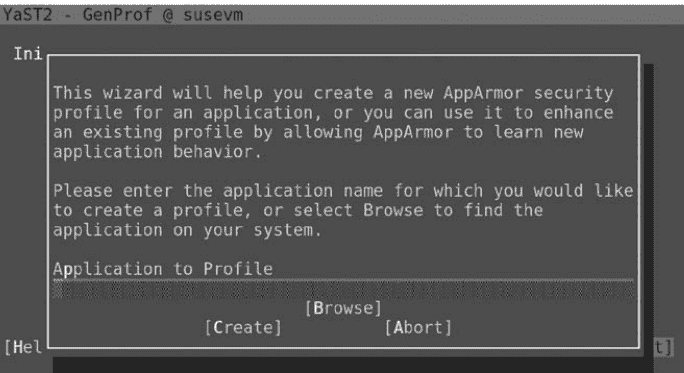 YaST2 - GenProf @ susevm
Ini
This wizard will help you create a new AppArmor security
profile for an application, or you can use it to enhance
an existing profile by allowing AppArmor to learn new
application behavior.
Please enter the application name for which you would like
to create a profile, or select Browse to find the
application on your system.
Application to Profile
[Browse]
[Create] [Abort]
[Hel t]